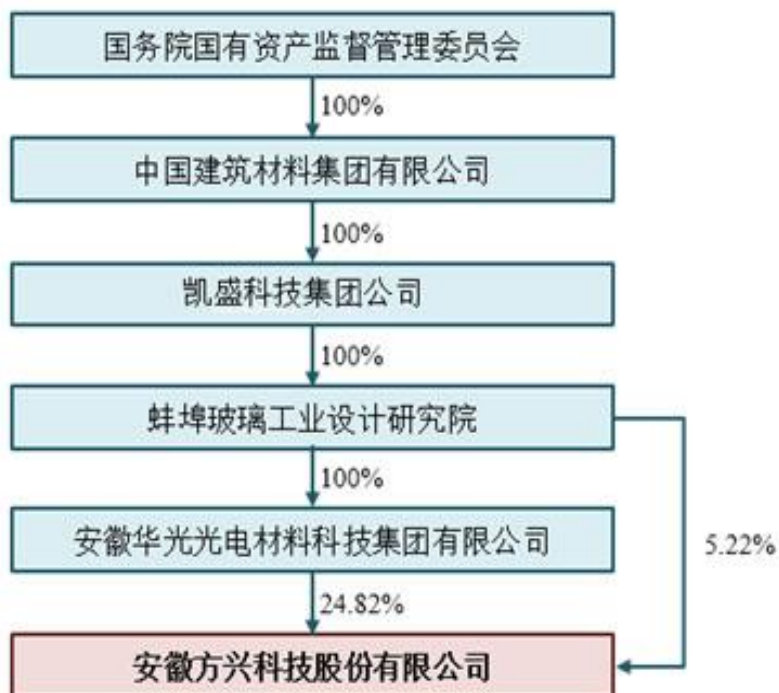 国务院国有资产监督管理委员会
100%
中国建筑材料集团有限公司
100%
凯盛科技集团公司
100%
蚌埠玻璃工业设计研究院
100%
安徽华光光电材料科技集团有限公司
5.22%
24.82%
安徽方兴科技股份有限公司